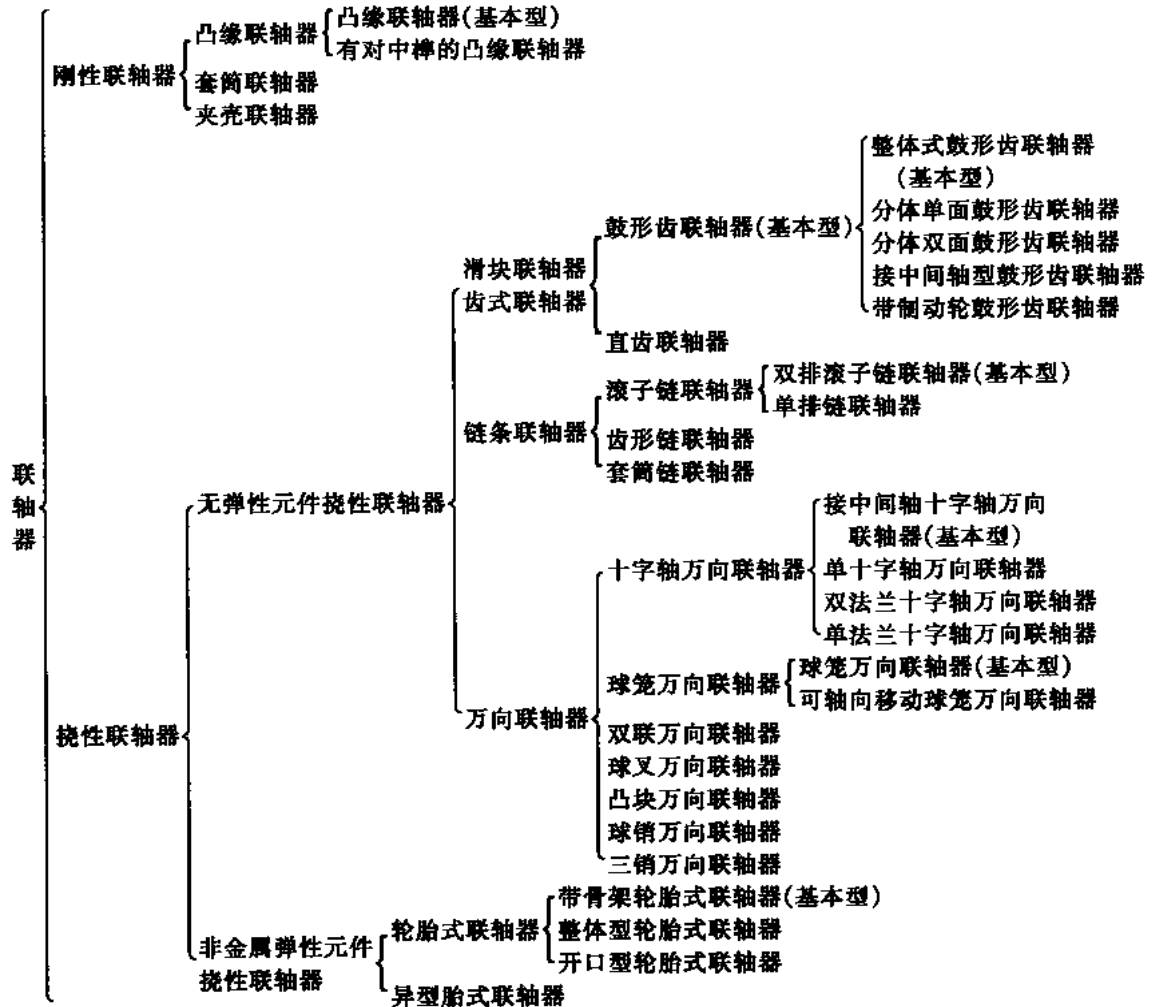 联轴器
刚性联轴器
凸缘联轴器
凸缘联轴器(基本型)
有对中榫的凸缘联轴器
套筒联轴器
夹壳联轴器
挠性联轴器
无弹性元件挠性联轴器
滑块联轴器
齿式联轴器
鼓形齿联轴器(基本型)
整体式鼓形齿联轴器
(基本型)
分体单面鼓形齿联轴器
分体双面鼓形齿联轴器
接中间轴型鼓形齿联轴器
带制动轮鼓形齿联轴器
直齿联轴器
链条联轴器
滚子链联轴器
双排滚子链联轴器(基本型)
单排链联轴器
齿形链联轴器
套筒链联轴器
万向联轴器
十字轴万向联轴器
接中间轴十字轴万向
联轴器(基本型)
单十字轴万向联轴器
双法兰十字轴万向联轴器
单法兰十字轴万向联轴器
球笼万向联轴器
球笼万向联轴器(基本型)
可轴向移动球笼万向联轴器
双联万向联轴器
球叉万向联轴器
凸块万向联轴器
球销万向联轴器
三销万向联轴器
非金属弹性元件
挠性联轴器
轮胎式联轴器
带骨架轮胎式联轴器(基本型)
整体型轮胎式联轴器
开口型轮胎式联轴器
异型胎式联轴器